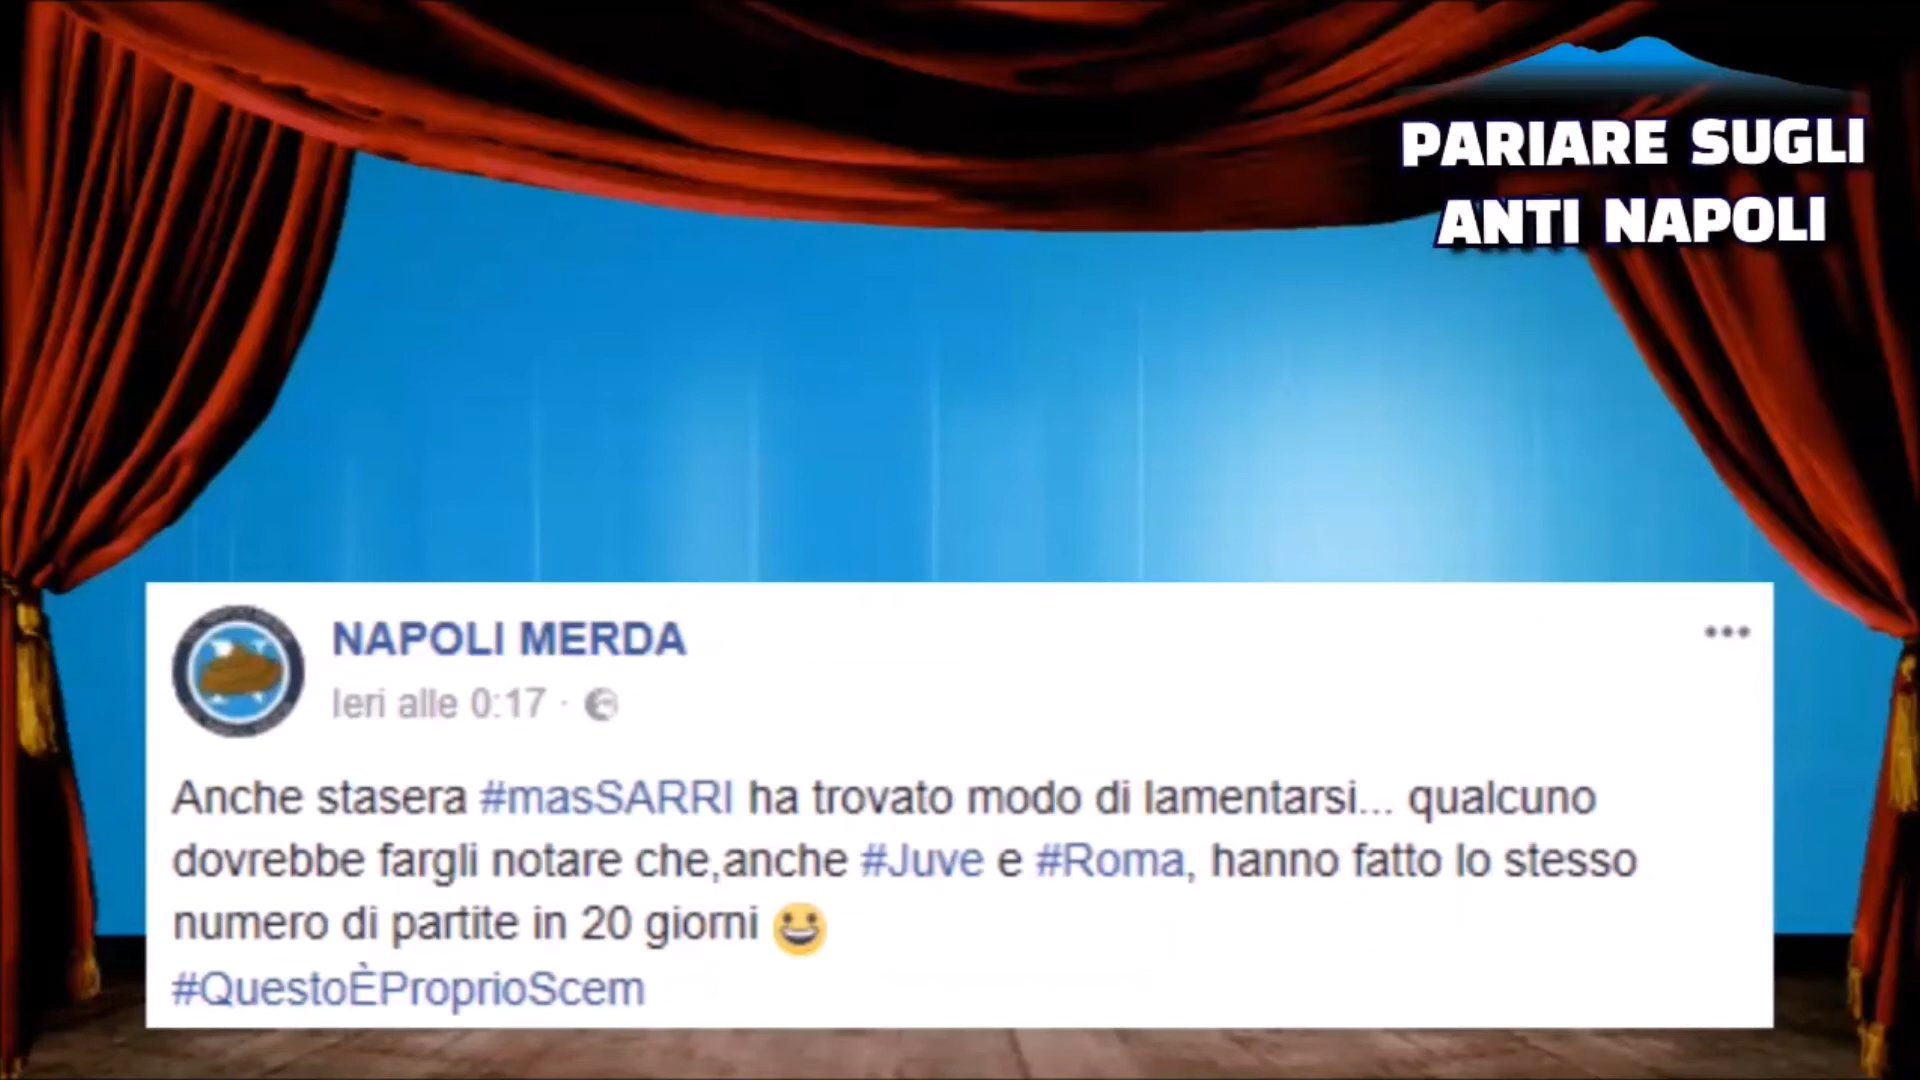 PARIARE SUGLI
ANTI NAPOLI
NAPOLI MERDA
Ieri alle 0:17 ·
Anche stasera #masSARRI ha trovato modo di lamentarsi... qualcuno
dovrebbe fargli notare che,anche #Juve e #Roma, hanno fatto lo stesso
numero di partite in 20 giorni 😀
#QuestoÈProprioScem